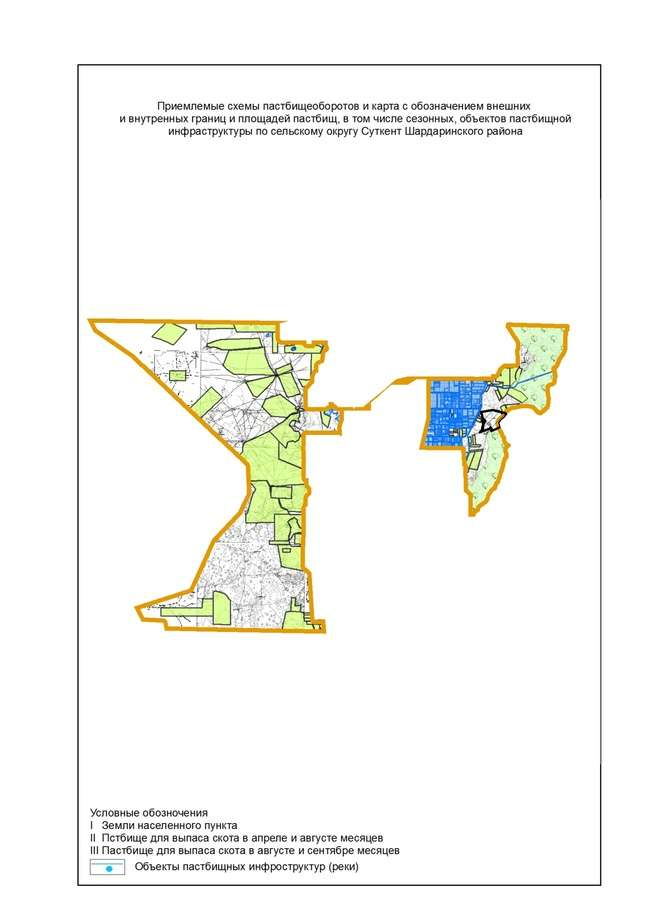 Приемлемые схемы пастбищеоборотов и карта с обозначением внешних
и внутренных границ и площадей пастбищ, в том числе сезонных, объектов пастбищной
инфраструктуры по сельскому округу Суткент Шардаринского района
Условные обозночения
I Земли населенного пункта
II Пстбище для выпаса скота в апреле и августе месяцев
III Пастбище для выпаса скота в августе и сентябре месяцев
Объекты пастбищных инфроструктур (реки)